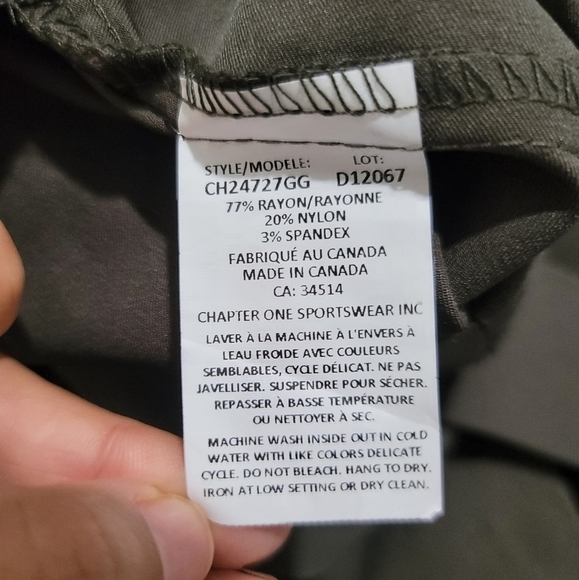 STYLE/MODELE: LOT:
CH24727GG D12067
77% RAYON/RAYONNE
20% NYLON
3% SPANDEX
FABRIQUÉ AU CANADA
MADE IN CANADA
CA: 34514
CHAPTER ONE SPORTSWEAR INC
LAVER À LA MACHINE À L'ENVERS À
LEAU FROIDE AVEC COULEURS
SEMBLABLES, CYCLE DÉLICAT. NE PAS
JAVELLISER. SUSPENDRE POUR SÉCHER.
REPASSER À BASSE TEMPÉRATURE
OU NETTOYER À SEC.
MACHINE WASH INSIDE OUT IN COLD
WATER WITH LIKE COLORS DELICATE
CYCLE. DO NOT BLEACH. HANG TO DRY.
IRON AT LOW SETTING OR DRY CLEAN.